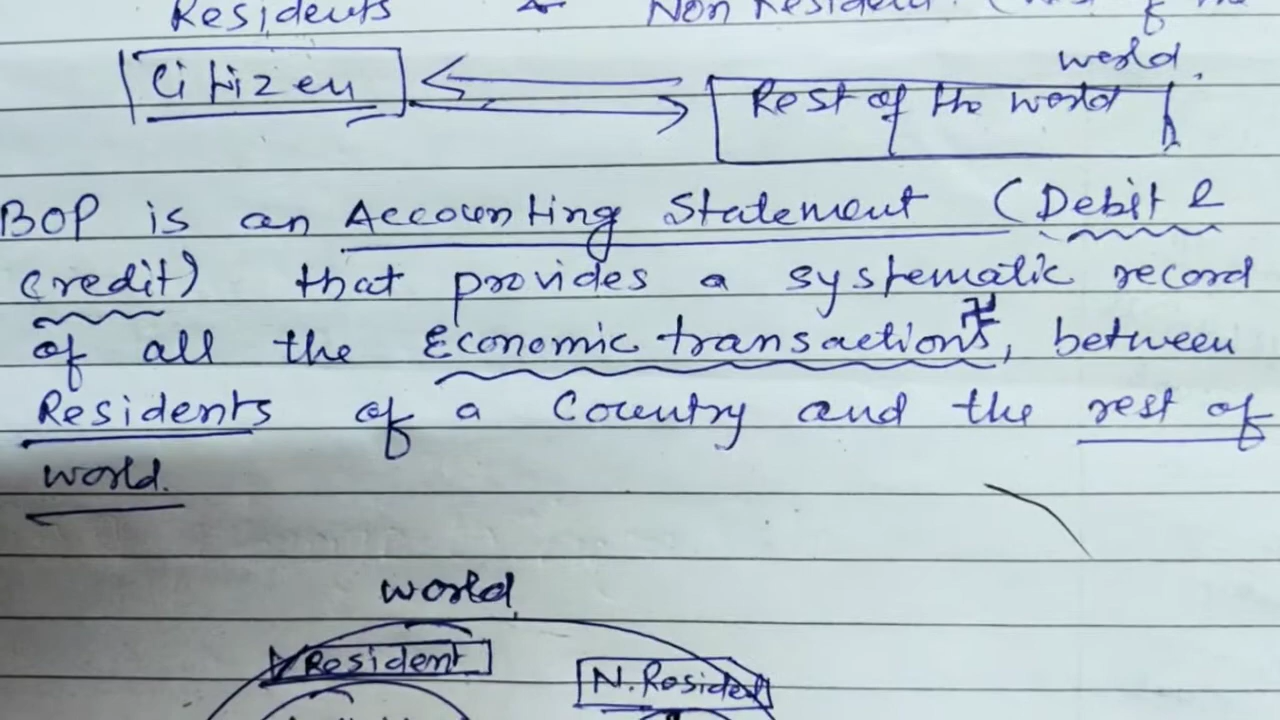 Residents & Non Resident
world.
Citizen
Rest of the world
BOP is an Accounting Statement (Debit &
credit) that provides a systematic record
of all the Economic transactions, between
Residents of a Country and the rest of
world.
world
Resident
N. Resident